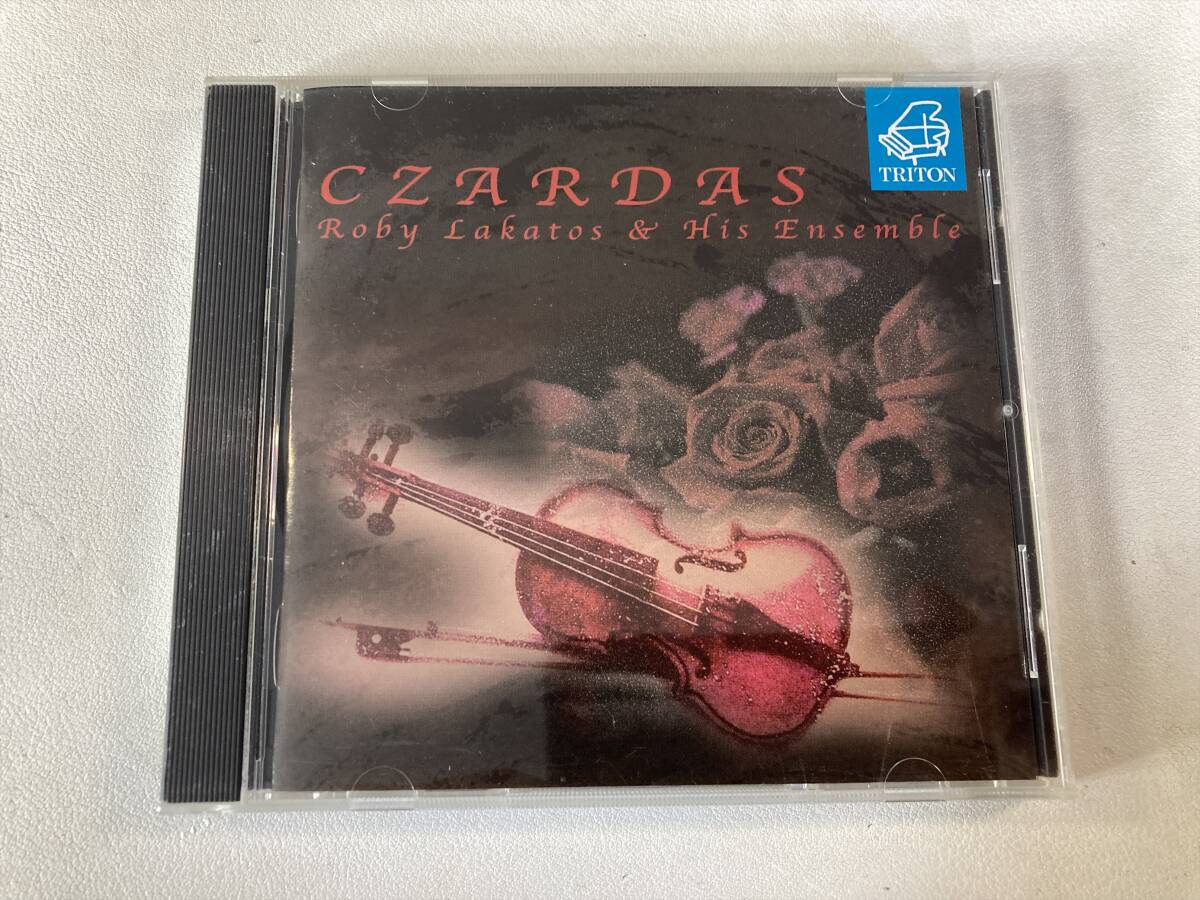 CZARDAS
Roby Lakatos & His Ensemble
TRITON